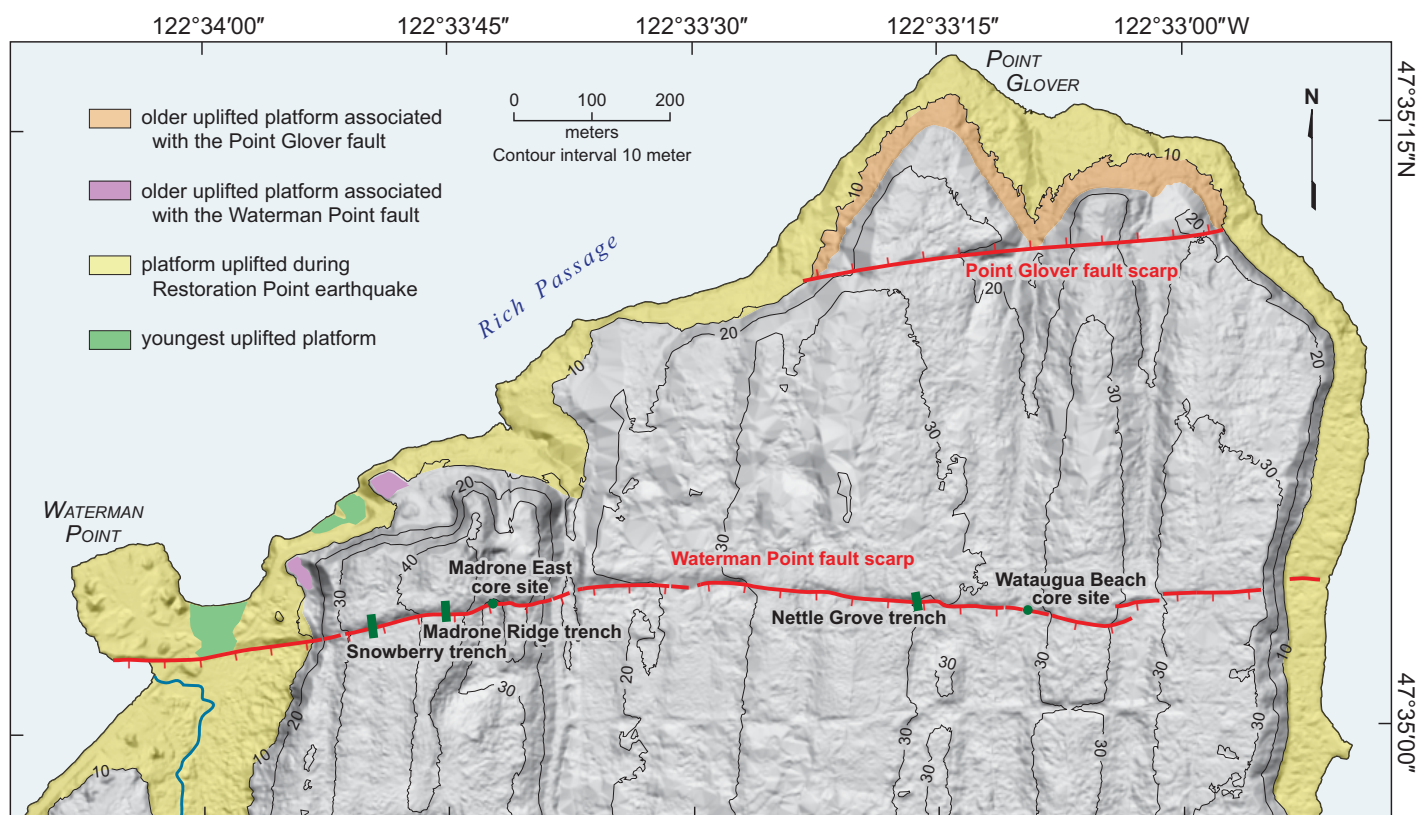 122°34′00″
122°33′45″
122°33′30″
122°33′15″
122°33′00″W
POINT
GLOVER
0 100 200
meters
Contour interval 10 meter
N
47°35′15″N
older uplifted platform associated
with the Point Glover fault
older uplifted platform associated
with the Waterman Point fault
platform uplifted during
Restoration Point earthquake
youngest uplifted platform
10
10
20
Rich Passage
Point Glover fault scarp
20
20
20
10
30
30
30
20
WATERMAN
POINT
40
Madrone East
core site
Waterman Point fault scarp
30
Wataugua Beach
core site
30
Nettle Grove trench
Madrone Ridge trench
Snowberry trench
10
30
30
20
30
20
47°35′00″
30
30
10
30
10
30